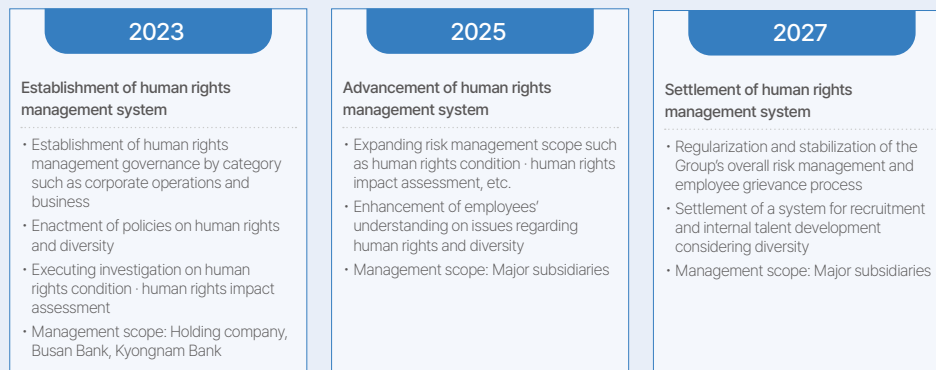 2023
Establishment of human rights
management system
• Establishment of human rights
management governance by category
such as corporate operations and
business
• Enactment of policies on human rights
and diversity
• Executing investigation on human
rights condition · human rights impact
assessment
• Management scope: Holding company,
Busan Bank, Kyongnam Bank
2025
Advancement of human rights
management system
• Expanding risk management scope such
as human rights condition · human rights
impact assessment, etc.
• Enhancement of employees’
understanding on issues regarding
human rights and diversity
• Management scope: Major subsidiaries
2027
Settlement of human rights
management system
• Regularization and stabilization of the
Group’s overall risk management and
employee grievance process
• Settlement of a system for recruitment
and internal talent development
considering diversity
• Management scope: Major subsidiaries